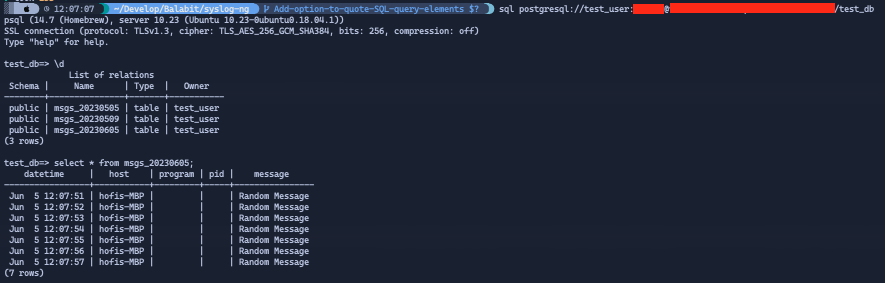 12:07:07 ~/Develop/Balabit/syslog-ng Add-option-to-quote-SQL-query-elements $? sql postgresql://test_user: @ /test_db
psql (14.7 (Homebrew), server 10.23 (Ubuntu 10.23-0ubuntu0.18.04.1))
SSL connection (protocol: TLSv1.3, cipher: TLS_AES_256_GCM_SHA384, bits: 256, compression: off)
Type "help" for help.
test_db=> \d
List of relations
Schema | Name | Type | Owner
--------+---------------+-------+-----------
public | msgs_20230505 | table | test_user
public | msgs_20230509 | table | test_user
public | msgs_20230605 | table | test_user
(3 rows)
test_db=> select * from msgs_20230605;
datetime | host | program | pid | message
-----------------+-----------+---------+-----+----------------
Jun  5 12:07:51 | hofis-MBP | | | Random Message
Jun  5 12:07:52 | hofis-MBP | | | Random Message
Jun  5 12:07:53 | hofis-MBP | | | Random Message
Jun  5 12:07:54 | hofis-MBP | | | Random Message
Jun  5 12:07:55 | hofis-MBP | | | Random Message
Jun  5 12:07:56 | hofis-MBP | | | Random Message
Jun  5 12:07:57 | hofis-MBP | | | Random Message
(7 rows)